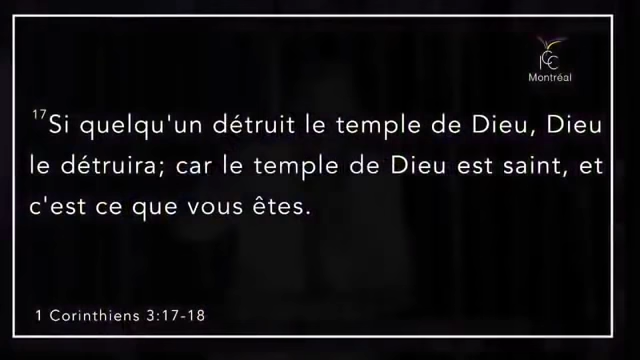 ICC
Montréal
17Si quelqu'un détruit le temple de Dieu, Dieu
le détruira; car le temple de Dieu est saint, et
c'est ce que vous êtes.
1 Corinthiens 3:17-18